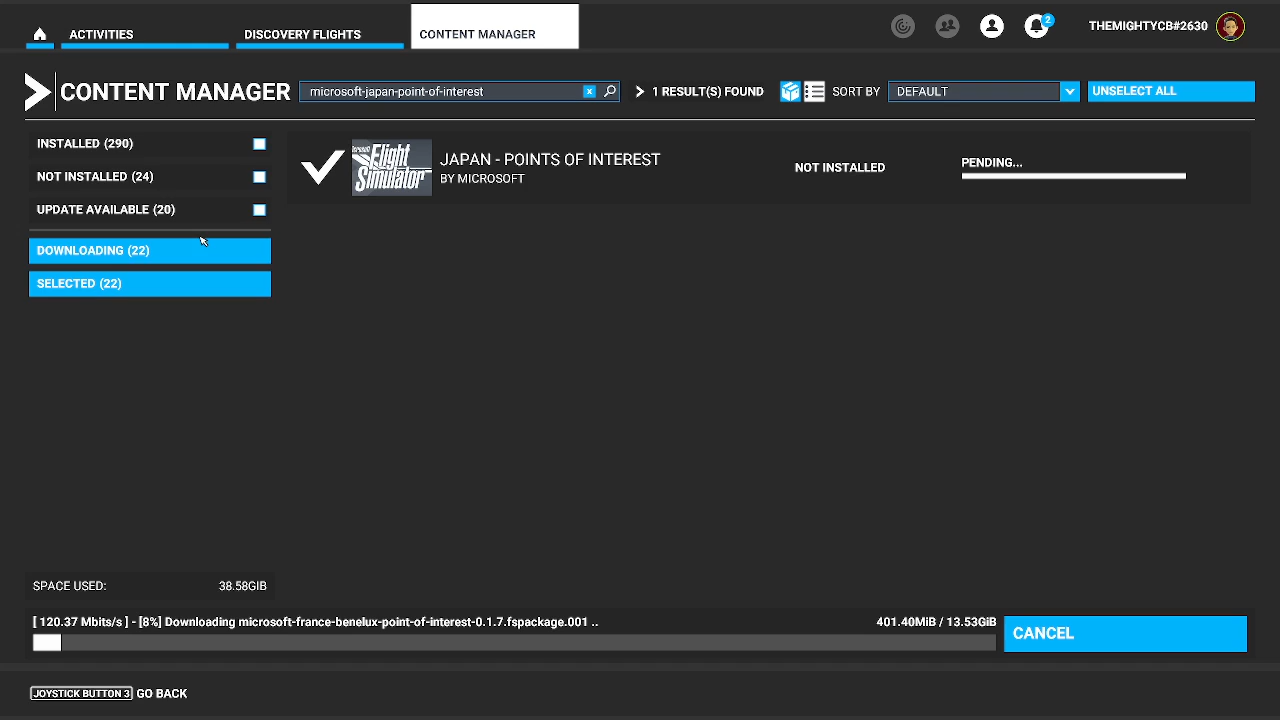 ACTIVITIES
DISCOVERY FLIGHTS
CONTENT MANAGER
2
THEMIGHTYCB#2630
CONTENT MANAGER
microsoft-japan-point-of-interest
x
1 RESULT(S) FOUND
SORT BY
DEFAULT
UNSELECT ALL
INSTALLED (290)
NOT INSTALLED (24)
UPDATE AVAILABLE (20)
DOWNLOADING (22)
SELECTED (22)
Microsoft
Flight
Simulator
JAPAN - POINTS OF INTEREST
BY MICROSOFT
NOT INSTALLED
PENDING...
SPACE USED: 38.58GIB
[ 120.37 Mbits/s ] - [8%] Downloading microsoft-france-benelux-point-of-interest-0.1.7.fspackage.001 .. 401.40MiB / 13.53GiB
CANCEL
JOYSTICK BUTTON 3 GO BACK